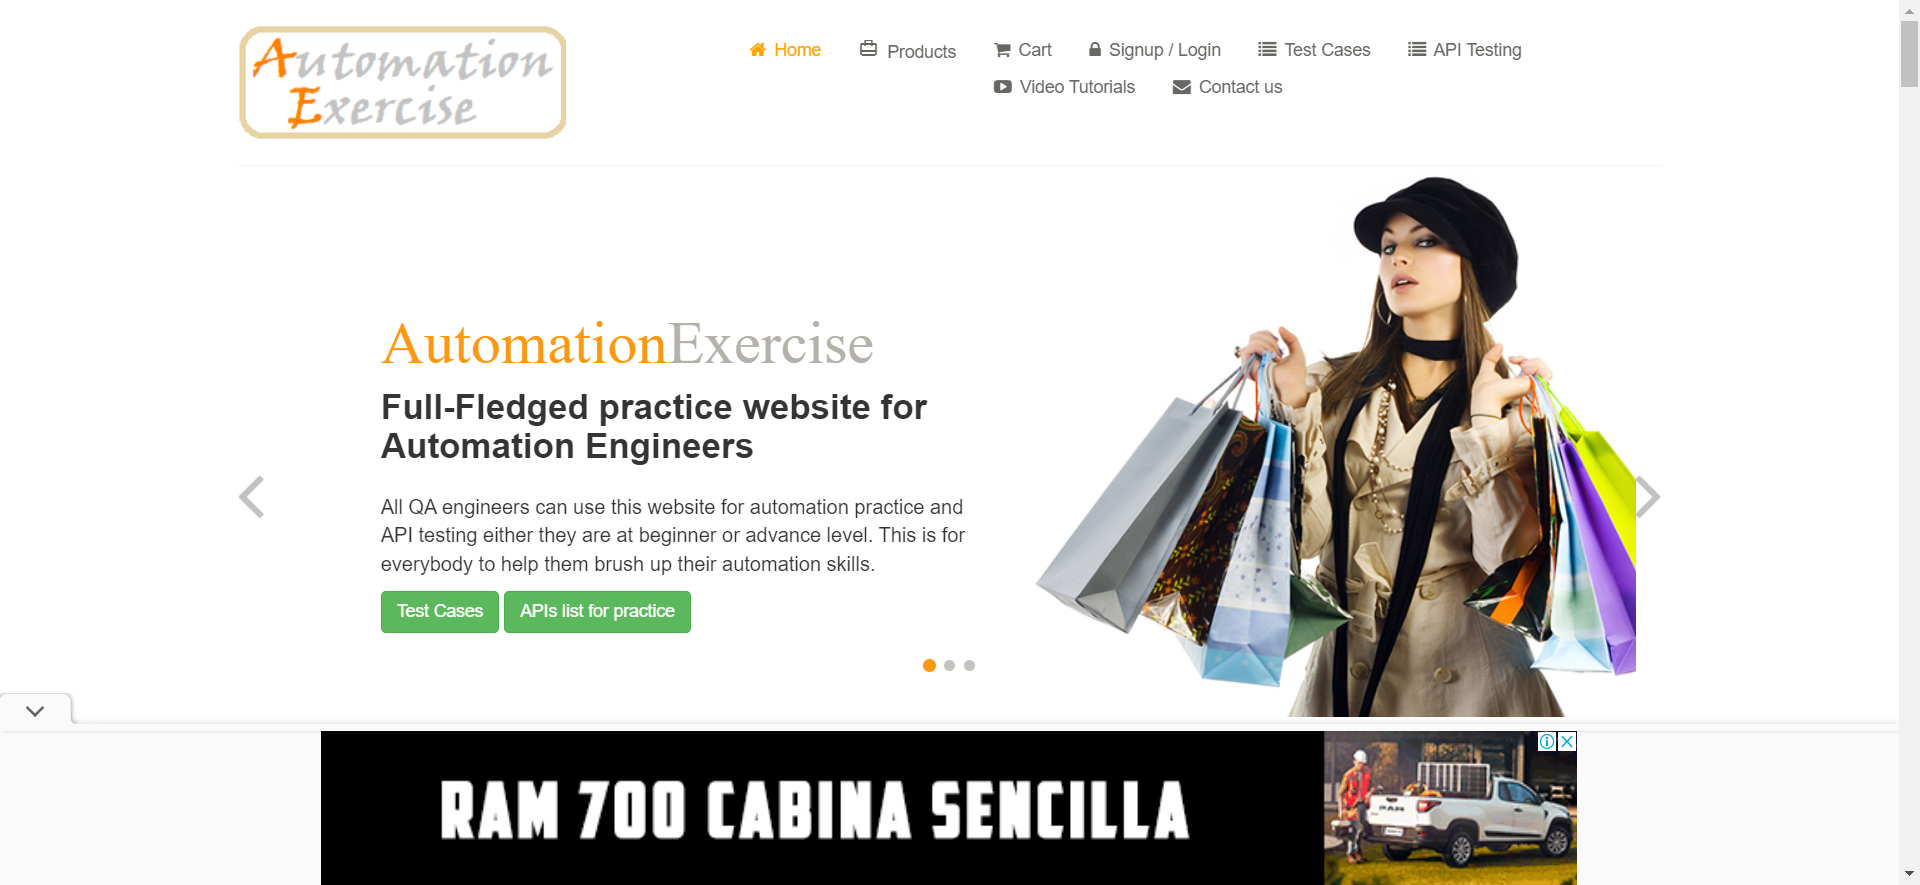 Automation
Exercise
Home
Products
Cart
Signup / Login
Test Cases
API Testing
Video Tutorials
Contact us
AutomationExercise
Full-Fledged practice website for
Automation Engineers
All QA engineers can use this website for automation practice and
API testing either they are at beginner or advance level. This is for
everybody to help them brush up their automation skills.
Test Cases
APIs list for practice
RAM 700 CABINA SENCILLA
RAM